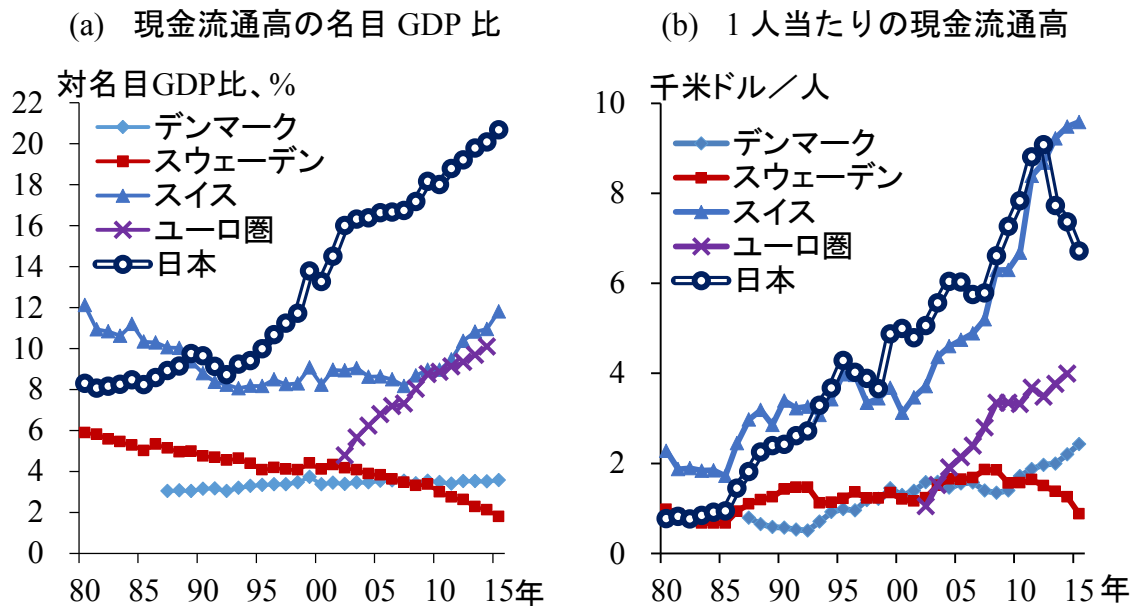 (a) 現金流通高の名目 GDP 比
対名目GDP比、%
22
20
18
16
14
12
10
8
6
4
2
0
デンマーク
スウェーデン
スイス
ユーロ圏
日本
80 85 90 95 00 05 10 15年
(b) 1 人当たりの現金流通高
千米ドル／人
10
8
6
4
2
0
デンマーク
スウェーデン
スイス
ユーロ圏
日本
80 85 90 95 00 05 10 15 年